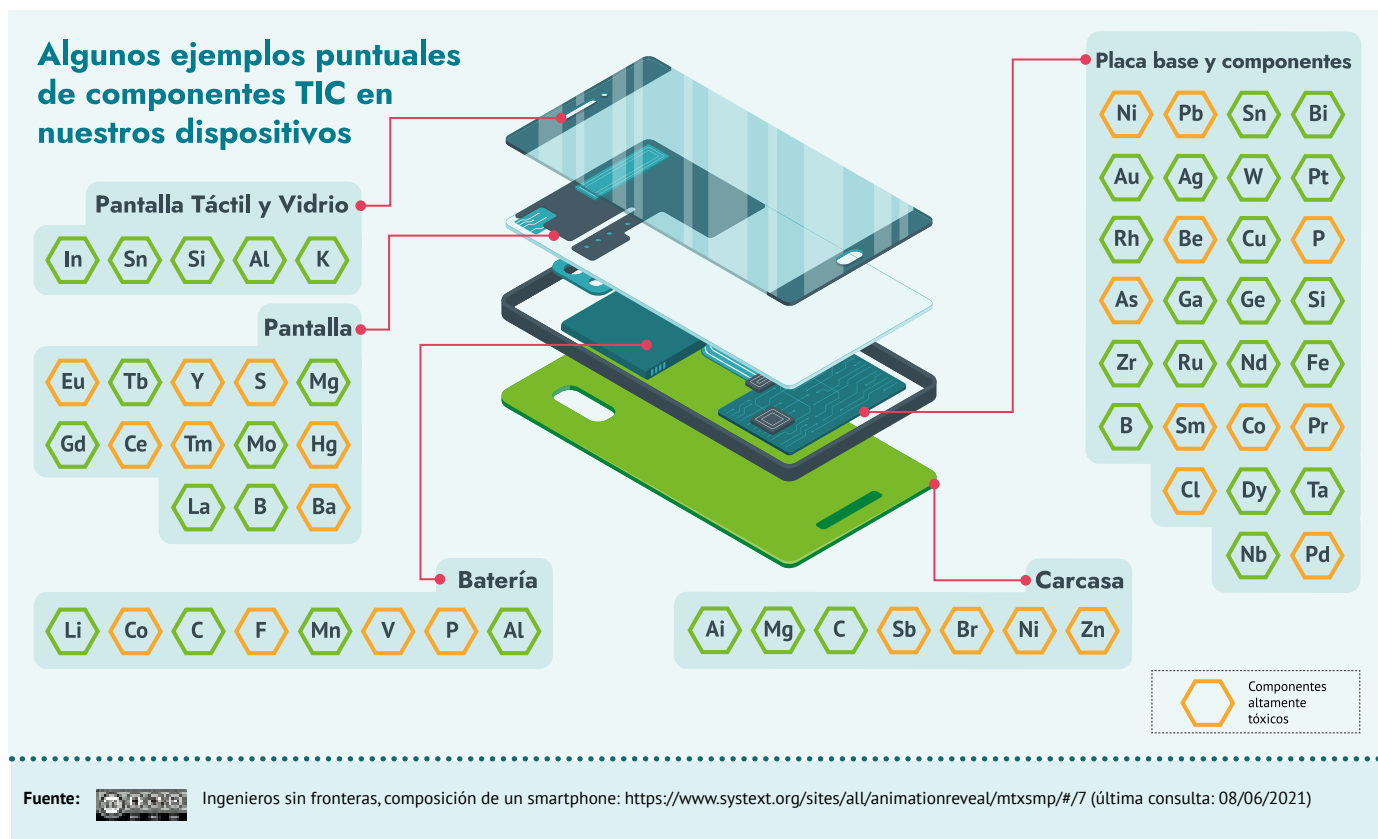 Algunos ejemplos puntuales
de componentes TIC en
nuestros dispositivos
Pantalla Táctil y Vidrio
In Sn Si Al K
Pantalla
Eu Tb Y S Mg
Gd Ce Tm Mo Hg
La B Ba
Batería
Li Co C F Mn V P Al
Carcasa
Ai Mg C Sb Br Ni Zn
Placa base y componentes
Ni Pb Sn Bi
Au Ag W Pt
Rh Be Cu P
As Ga Ge Si
Zr Ru Nd Fe
B Sm Co Pr
Cl Dy Ta
Nb Pd
Componentes
altamente
tóxicos
Fuente: Ingenieros sin fronteras, composición de un smartphone: https://www.systext.org/sites/all/animationreveal/mtxsmp/#/7 (última consulta: 08/06/2021)